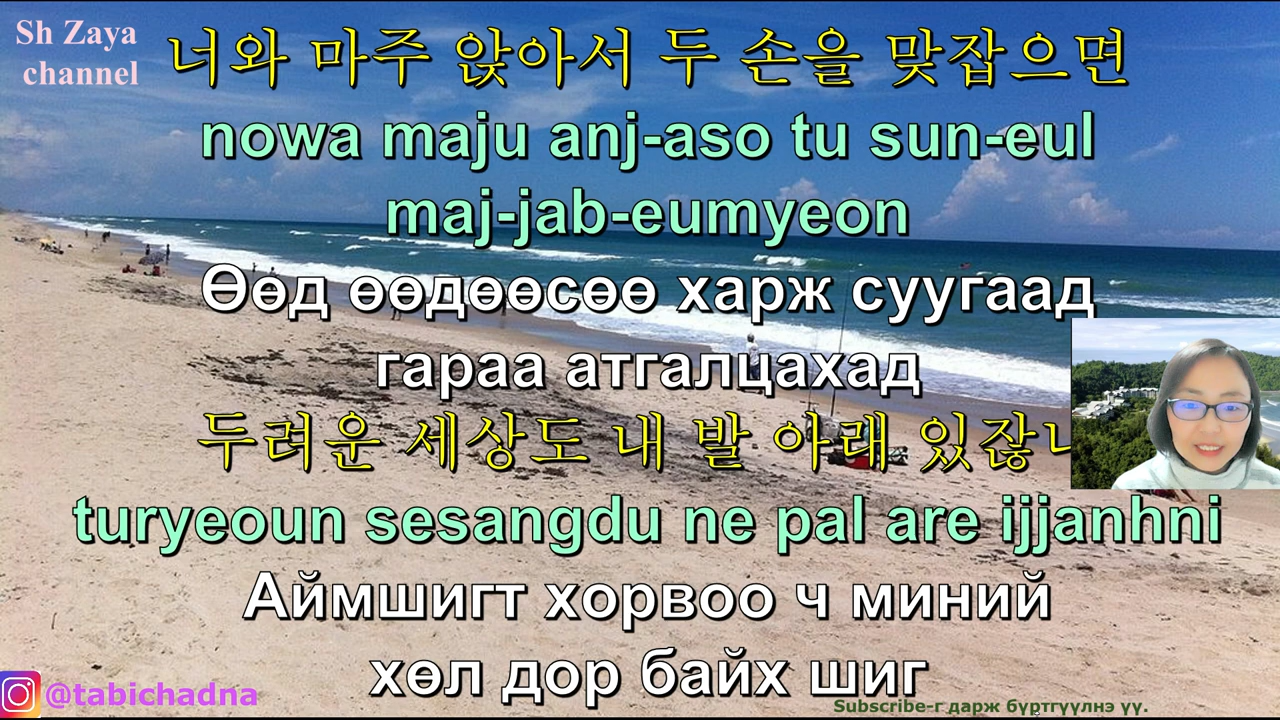 Sh Zaya
channel
너와 마주 앉아서 두 손을 맞잡으면
nowa maju anj-aso tu sun-eul
maj-jab-eumyeon
Өөд өөдөөсөө харж суугаад
гараа атгалцахад
두려운 세상도 내 발 아래 있잖니
turyeoun sesangdu ne pal are ijjanhni
Аймшигт хорвоо ч миний
хөл дор байх шиг
@tabichadna
Subscribe-г дарж бүртгүүлнэ үү.